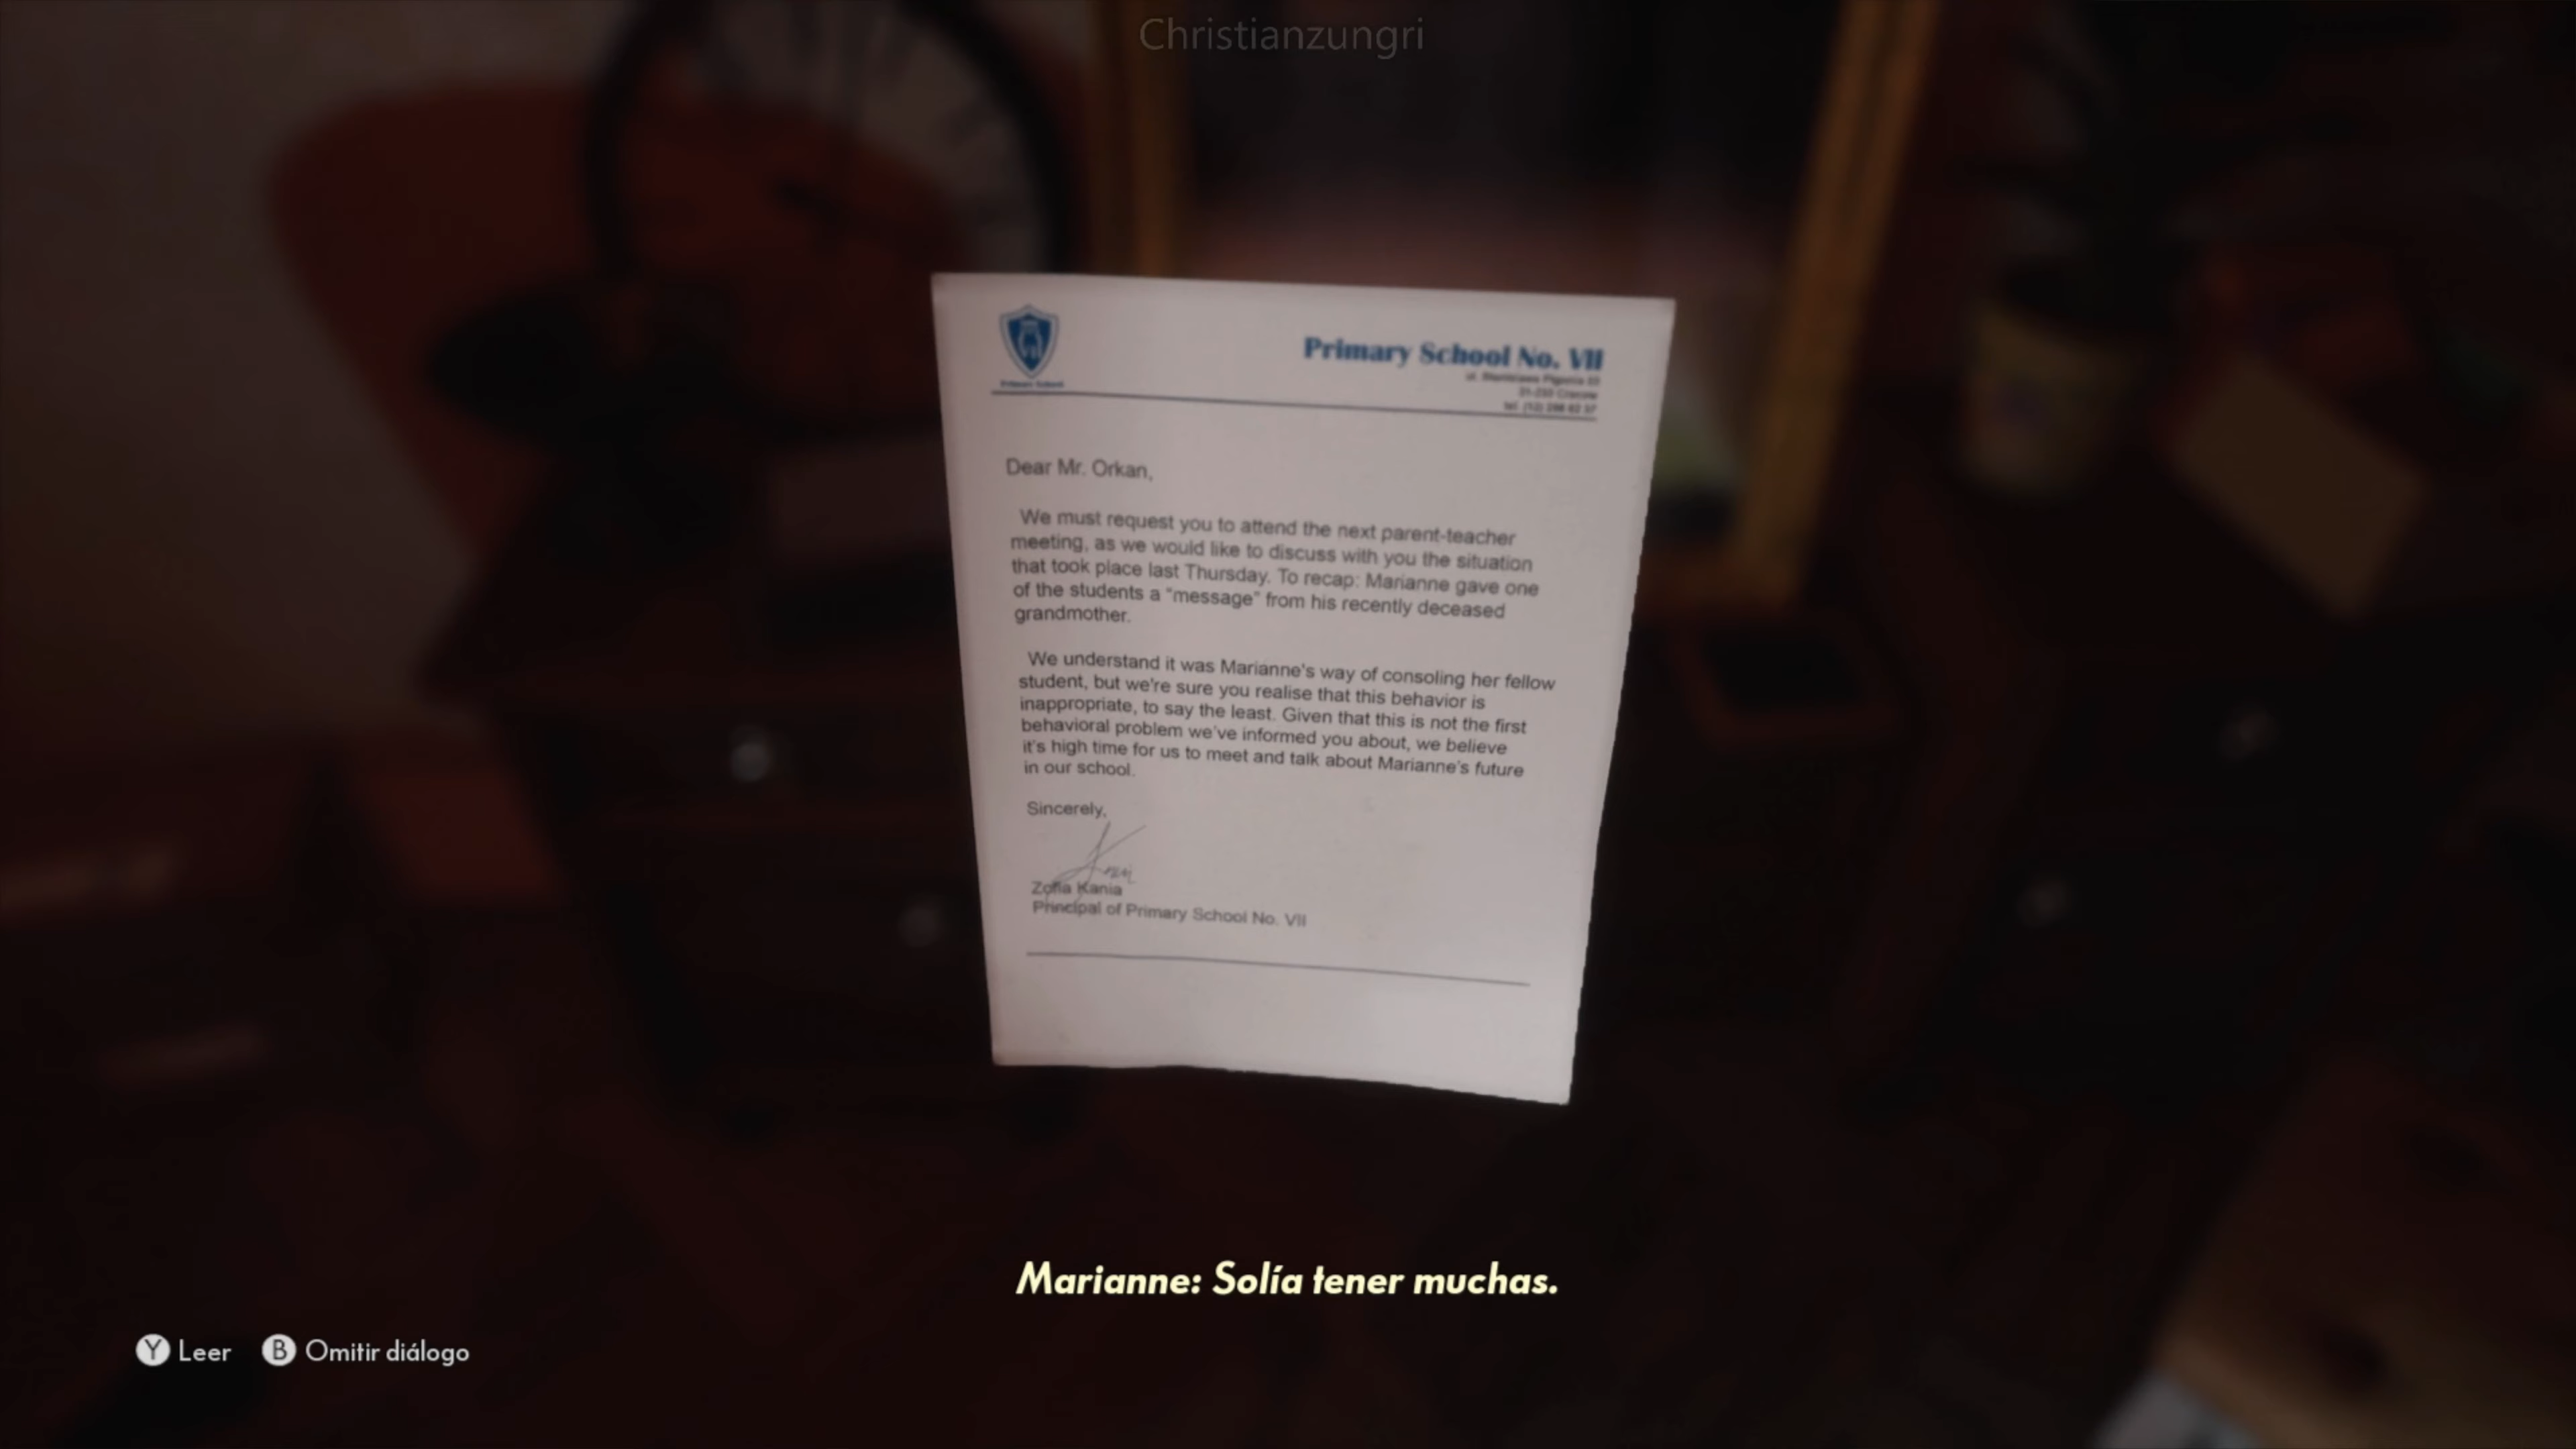 Christianzungri
Primary School No. VII
Primary School
31-233 Cracow
Dear Mr. Orkan,
We must request you to attend the next parent-teacher
meeting, as we would like to discuss with you the situation
that took place last Thursday. To recap: Marianne gave one
of the students a “message” from his recently deceased
grandmother.
We understand it was Marianne's way of consoling her fellow
student, but we're sure you realise that this behavior is
inappropriate, to say the least. Given that this is not the first
behavioral problem we've informed you about, we believe
it's high time for us to meet and talk about Marianne's future
in our school.
Sincerely,
Zofia Kania
Principal of Primary School No. VII
Marianne: Solía tener muchas.
Y Leer B Omitir diálogo